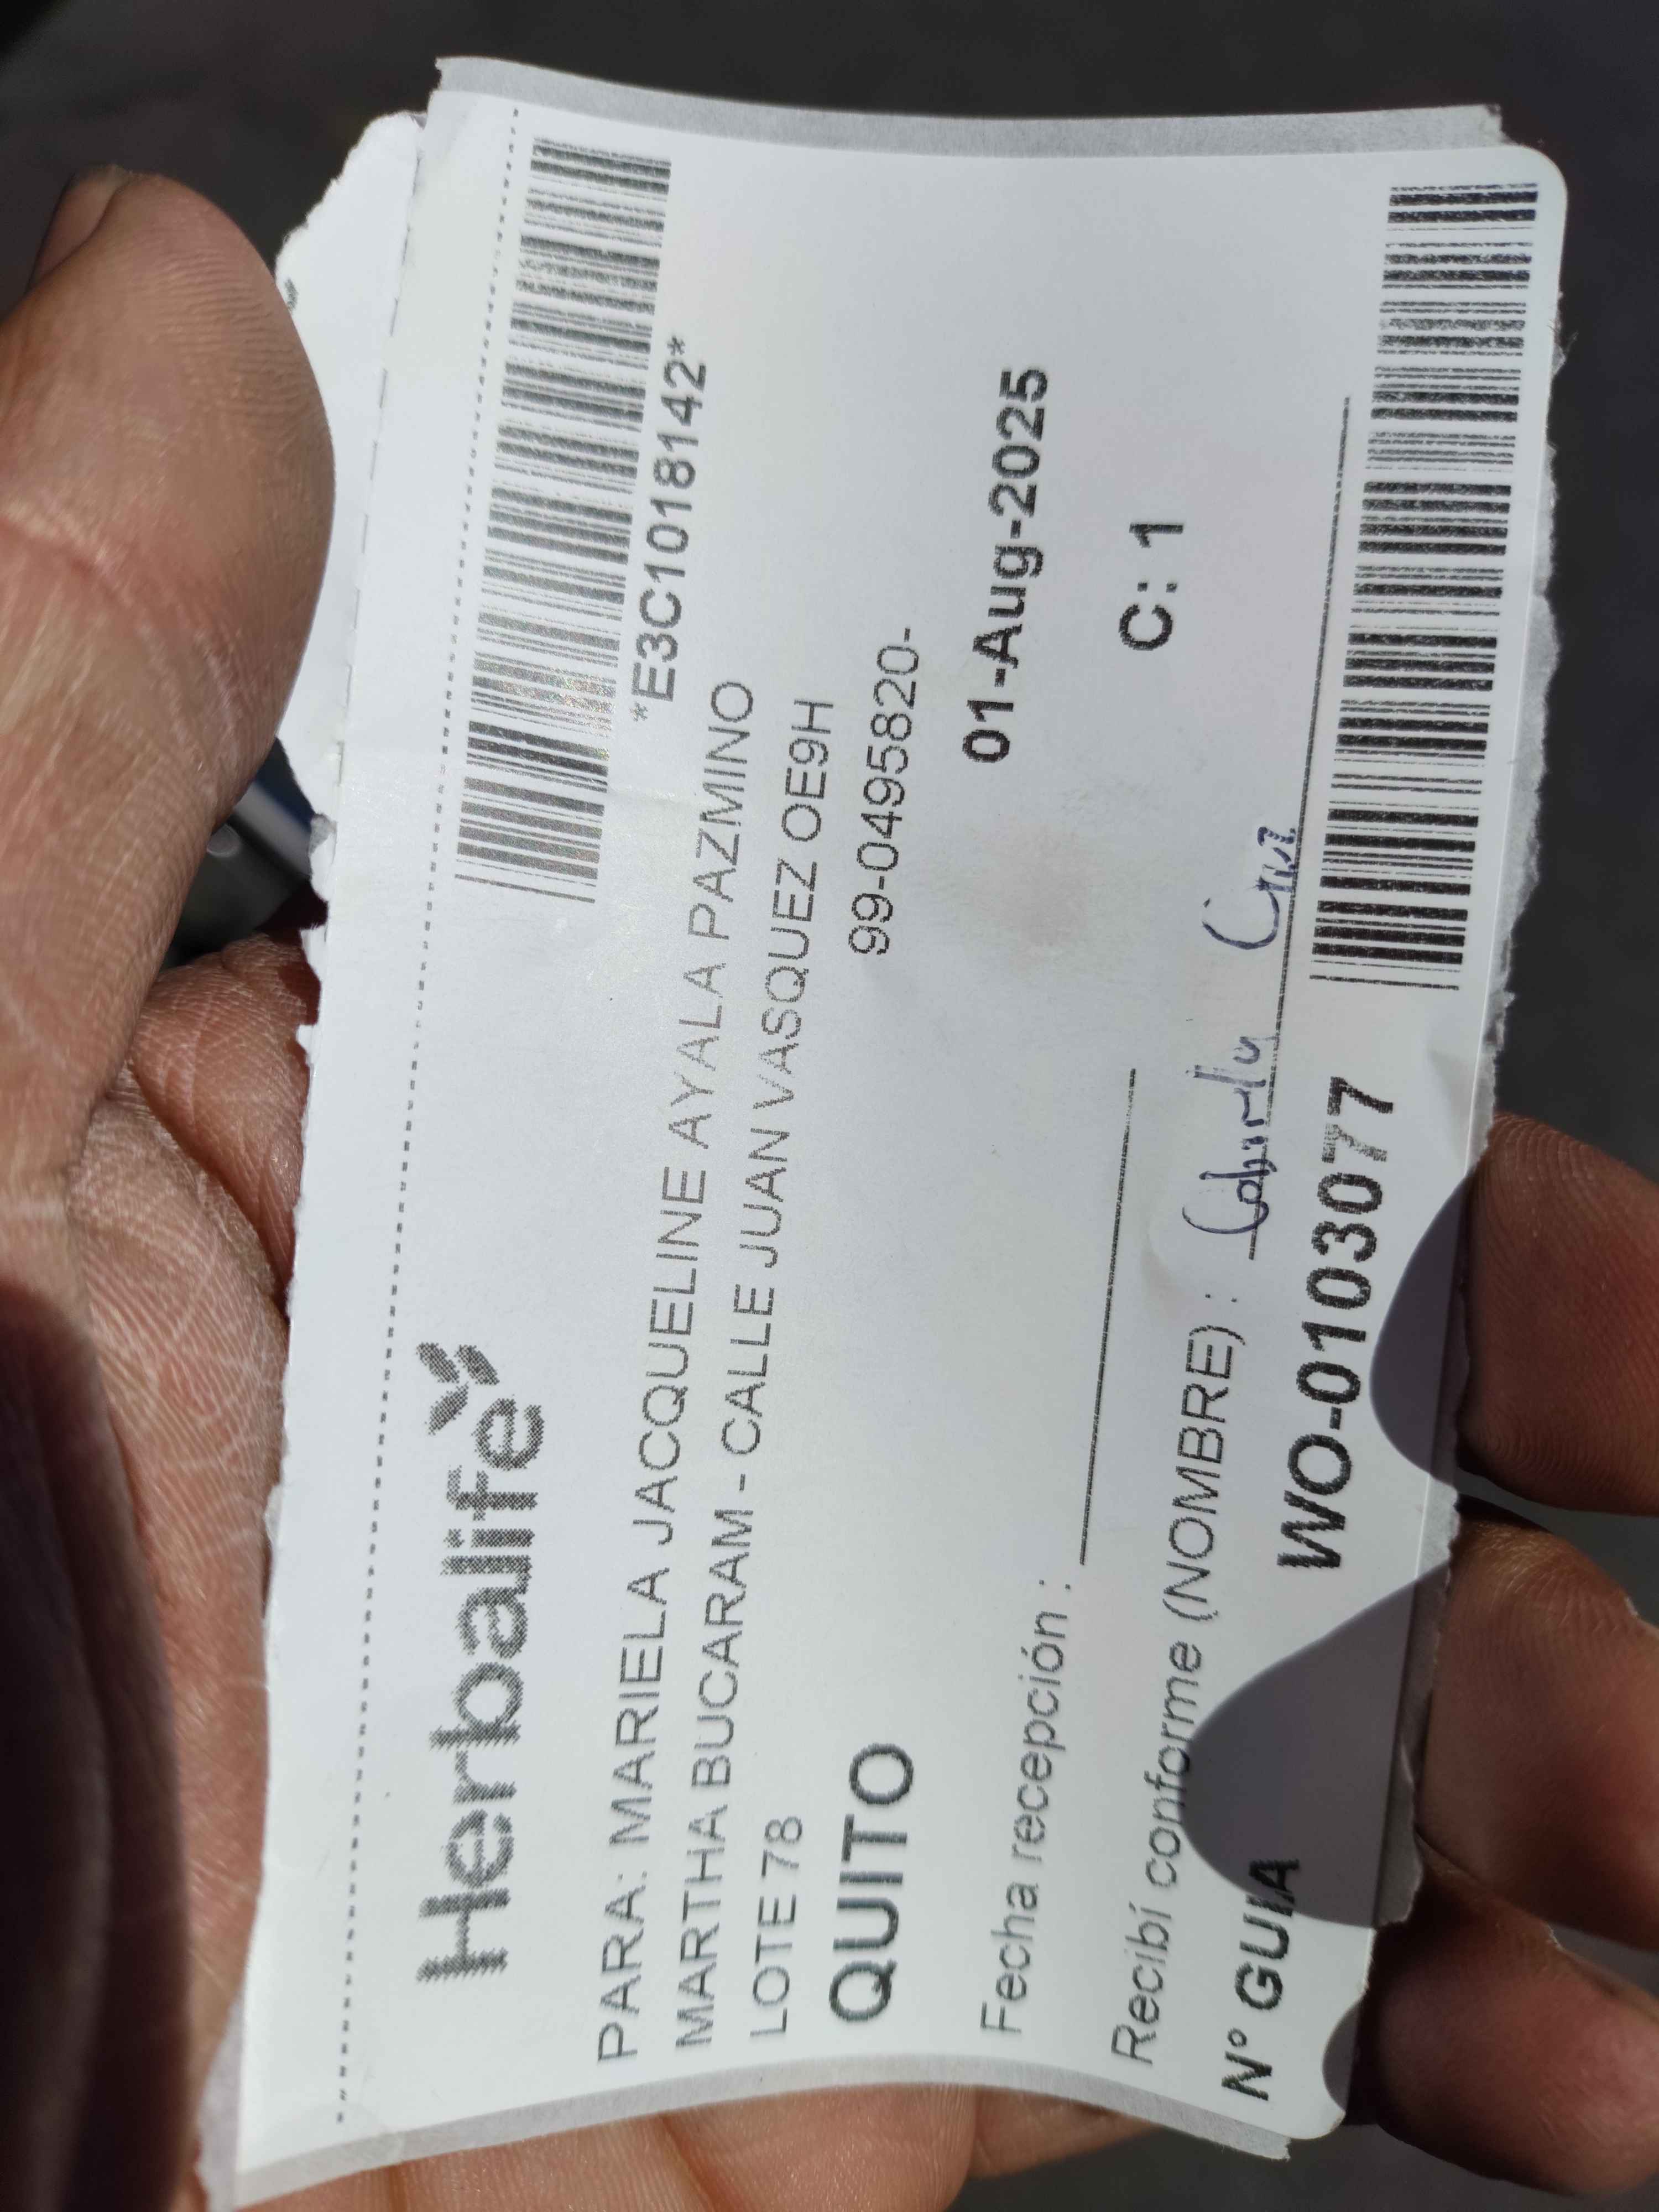 Herbalife
*E3C1018142*
PARA: MARIELA JACQUELINE AYALA PAZMINO
MARTHA BUCARAM - CALLE JUAN VASQUEZ OE9H
LOTE 78
QUITO 99-0495820-
Fecha recepción : 01-Aug-2025
C: 1
Recibí conforme (NOMBRE) :
N° GUIA WO-0103077